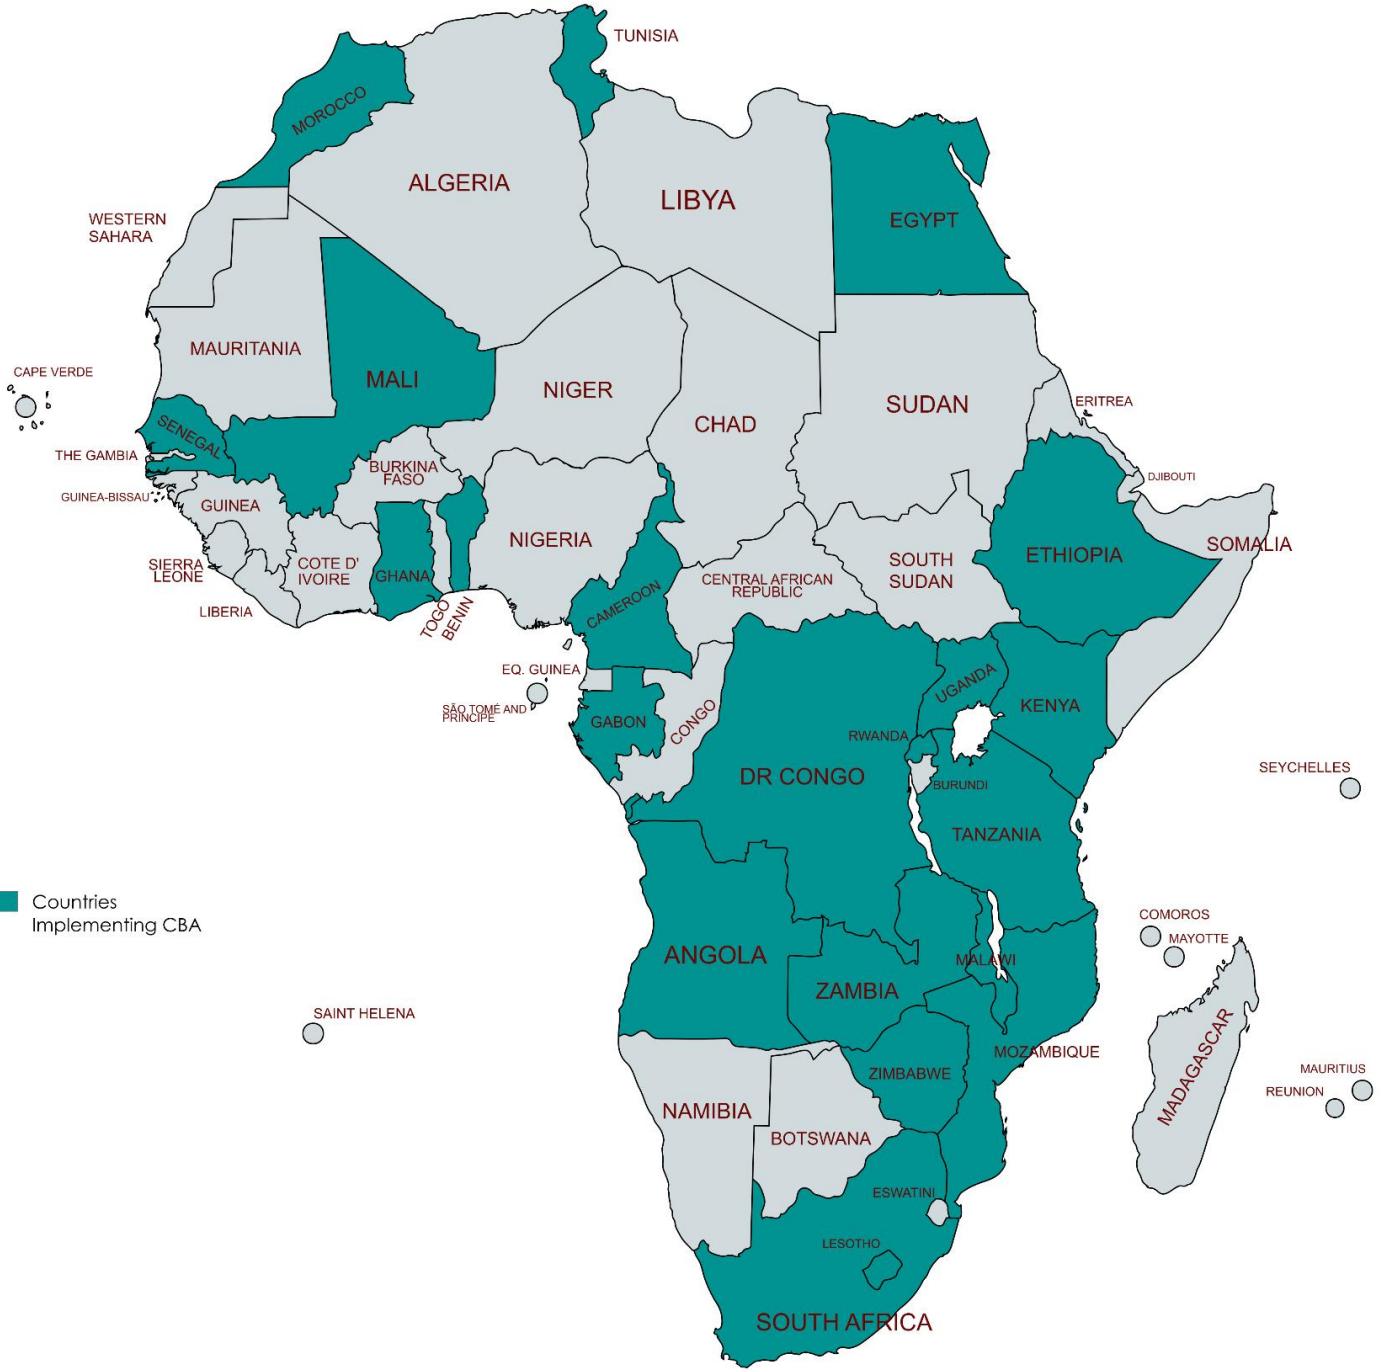 TUNISIA
MOROCCO
ALGERIA
LIBYA
EGYPT
WESTERN
SAHARA
MAURITANIA
MALI
NIGER
CHAD
SUDAN
ERITREA
CAPE VERDE
SENEGAL
THE GAMBIA
BURKINA
FASO
DJIBOUTI
GUINEA-BISSAU
GUINEA
NIGERIA
SOMALIA
ETHIOPIA
SIERRA
LEONE
COTE D'
IVOIRE
GHANA
SOUTH
SUDAN
CENTRAL AFRICAN
REPUBLIC
LIBERIA
TOGO
BENIN
CAMEROON
EQ. GUINEA
UGANDA
KENYA
SÃO TOMÉ AND
PRINCIPE
GABON
CONGO
RWANDA
DR CONGO
BURUNDI
SEYCHELLES
TANZANIA
Countries
Implementing CBA
COMOROS
MAYOTTE
ANGOLA
MALAWI
ZAMBIA
SAINT HELENA
MOZAMBIQUE
ZIMBABWE
MADAGASCAR
MAURITIUS
REUNION
NAMIBIA
BOTSWANA
ESWATINI
LESOTHO
SOUTH AFRICA